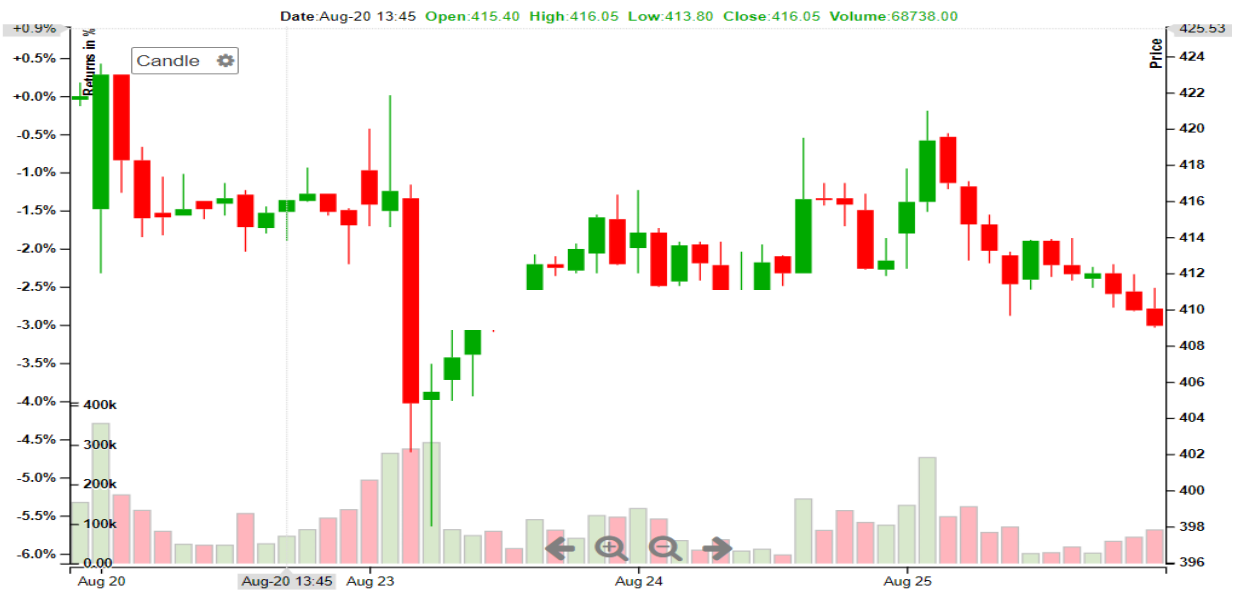 Date:Aug-20 13:45 Open:415.40 High:416.05 Low:413.80 Close:416.05 Volume:68738.00
+0.9%
425.53
Returns in %
Candle
Price
+0.5%
+0.0%
-0.5%
-1.0%
-1.5%
-2.0%
-2.5%
-3.0%
-3.5%
-4.0%
-4.5%
-5.0%
-5.5%
-6.0%
400k
300k
200k
100k
0.00
424
422
420
418
416
414
412
410
408
406
404
402
400
398
396
Aug 20
Aug-20 13:45
Aug 23
Aug 24
Aug 25